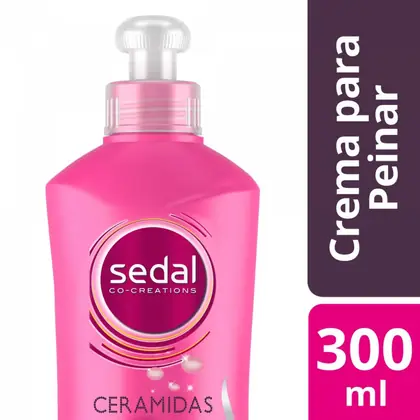 sedal
CO-CREATIONS
CERAMIDAS
Crema para
Peinar
300
ml